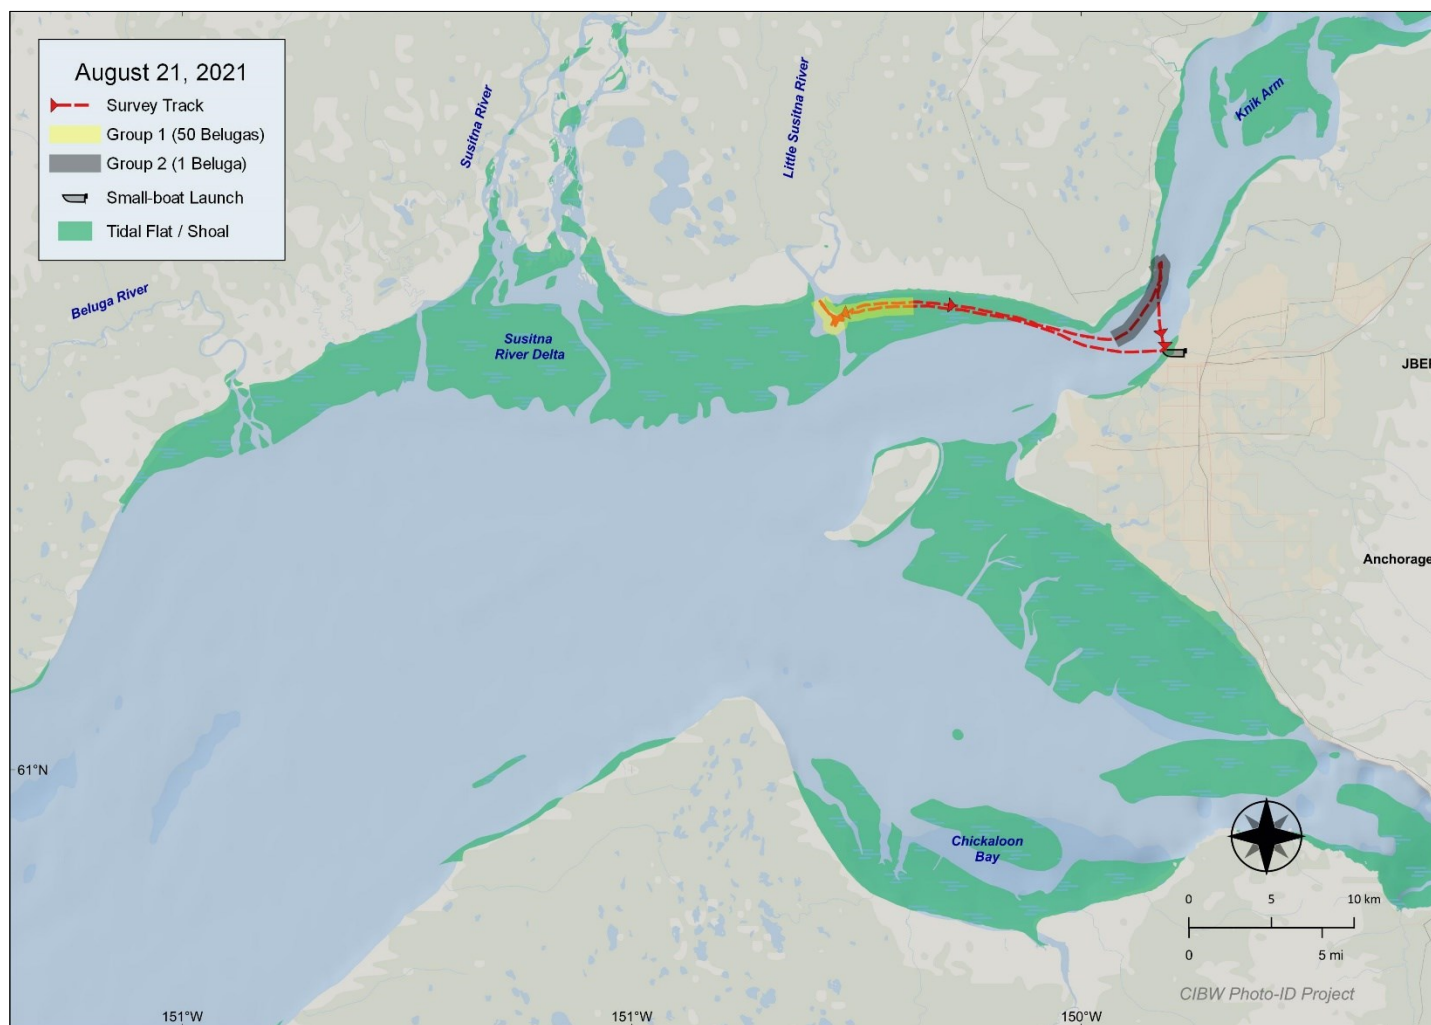 August 21, 2021
Survey Track
Group 1 (50 Belugas)
Group 2 (1 Beluga)
Small-boat Launch
Tidal Flat / Shoal
Susitna River
Little Susitna River
Knik Arm
Beluga River
Susitna
River Delta
JBE
Anchorage
61°N
Chickaloon
Bay
0 5 10 km
0 5 mi
CIBW Photo-ID Project
151°W 151°W 150°W